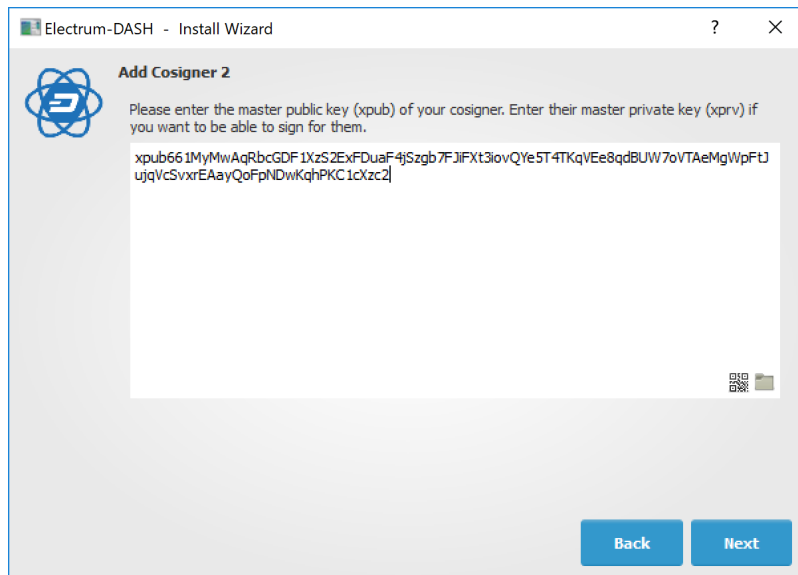 Electrum-DASH - Install Wizard
Add Cosigner 2
Please enter the master public key (xpub) of your cosigner. Enter their master private key (xprv) if
you want to be able to sign for them.
xpub661MyMwAqRbcGDF1XzS2ExFDuaF4jSzgb7FJiFXt3iovQYe5T4TKqVEe8qdBUW7oVTAeMgWpFtJ
ujqVcSvxrEAayQoFpNDwKqhPKC1cXzc2
Back Next